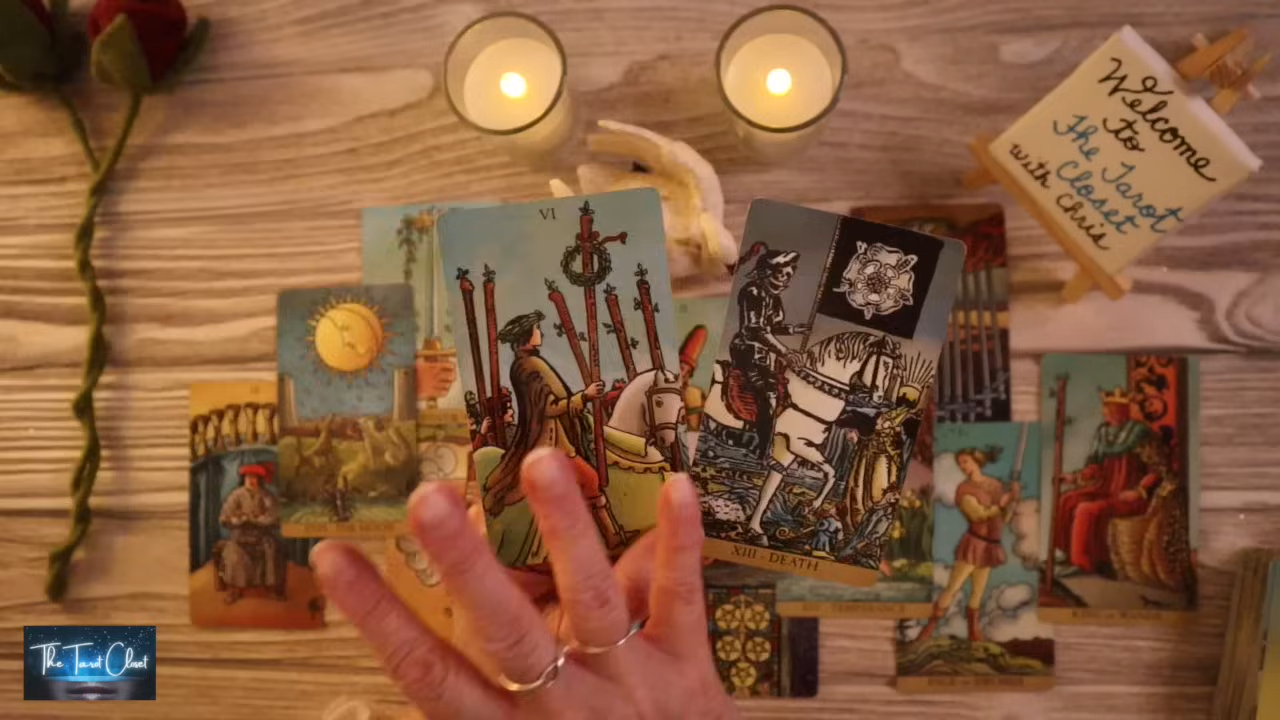 Welcome
to
The Tarot
Closet
with Chris
VI
XIII - DEATH
The Tarot Closet